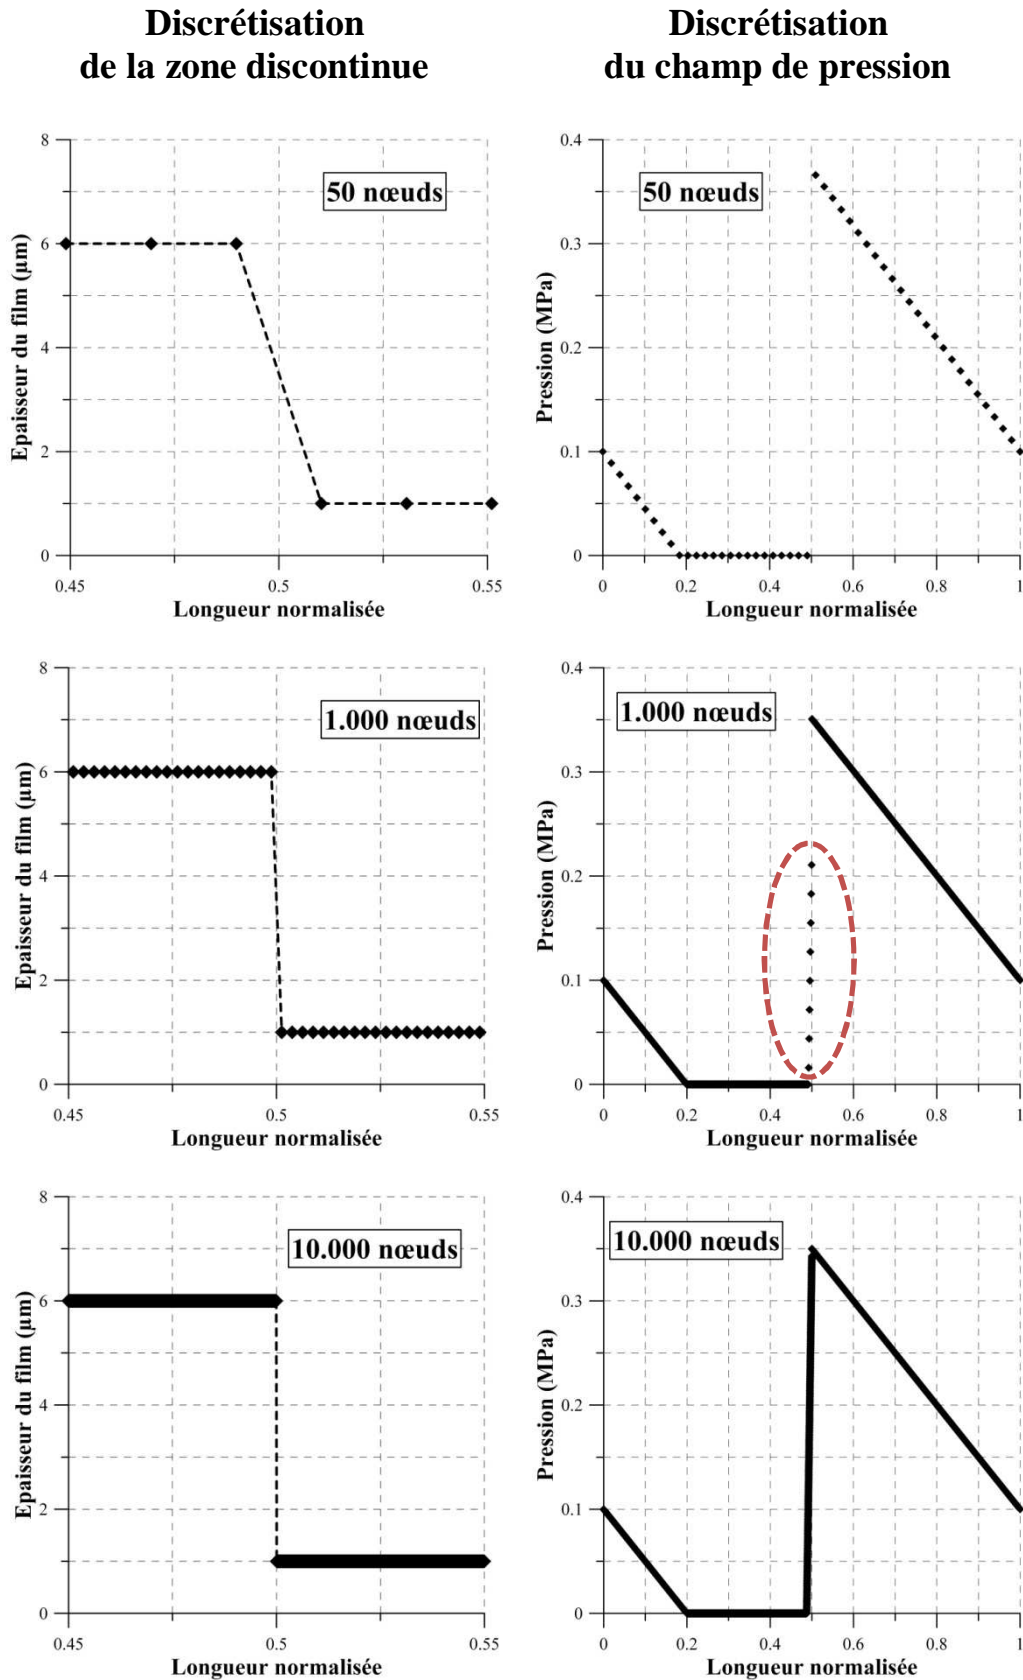 Discrétisation
de la zone discontinue
Discrétisation
du champ de pression
8
6
4
2
0
Epaisseur du film (μm)
50 nœuds
0.45
0.5
0.55
Longueur normalisée
0.4
0.3
0.2
0.1
0
Pression (MPa)
50 nœuds
0
0.2
0.4
0.6
0.8
1
Longueur normalisée
8
6
4
2
0
Epaisseur du film (μm)
1.000 nœuds
0.45
0.5
0.55
Longueur normalisée
0.4
0.3
0.2
0.1
0
Pression (MPa)
1.000 nœuds
0
0.2
0.4
0.6
0.8
1
Longueur normalisée
8
6
4
2
0
Epaisseur du film (μm)
10.000 nœuds
0.45
0.5
0.55
Longueur normalisée
0.4
0.3
0.2
0.1
0
Pression (MPa)
10.000 nœuds
0
0.2
0.4
0.6
0.8
1
Longueur normalisée